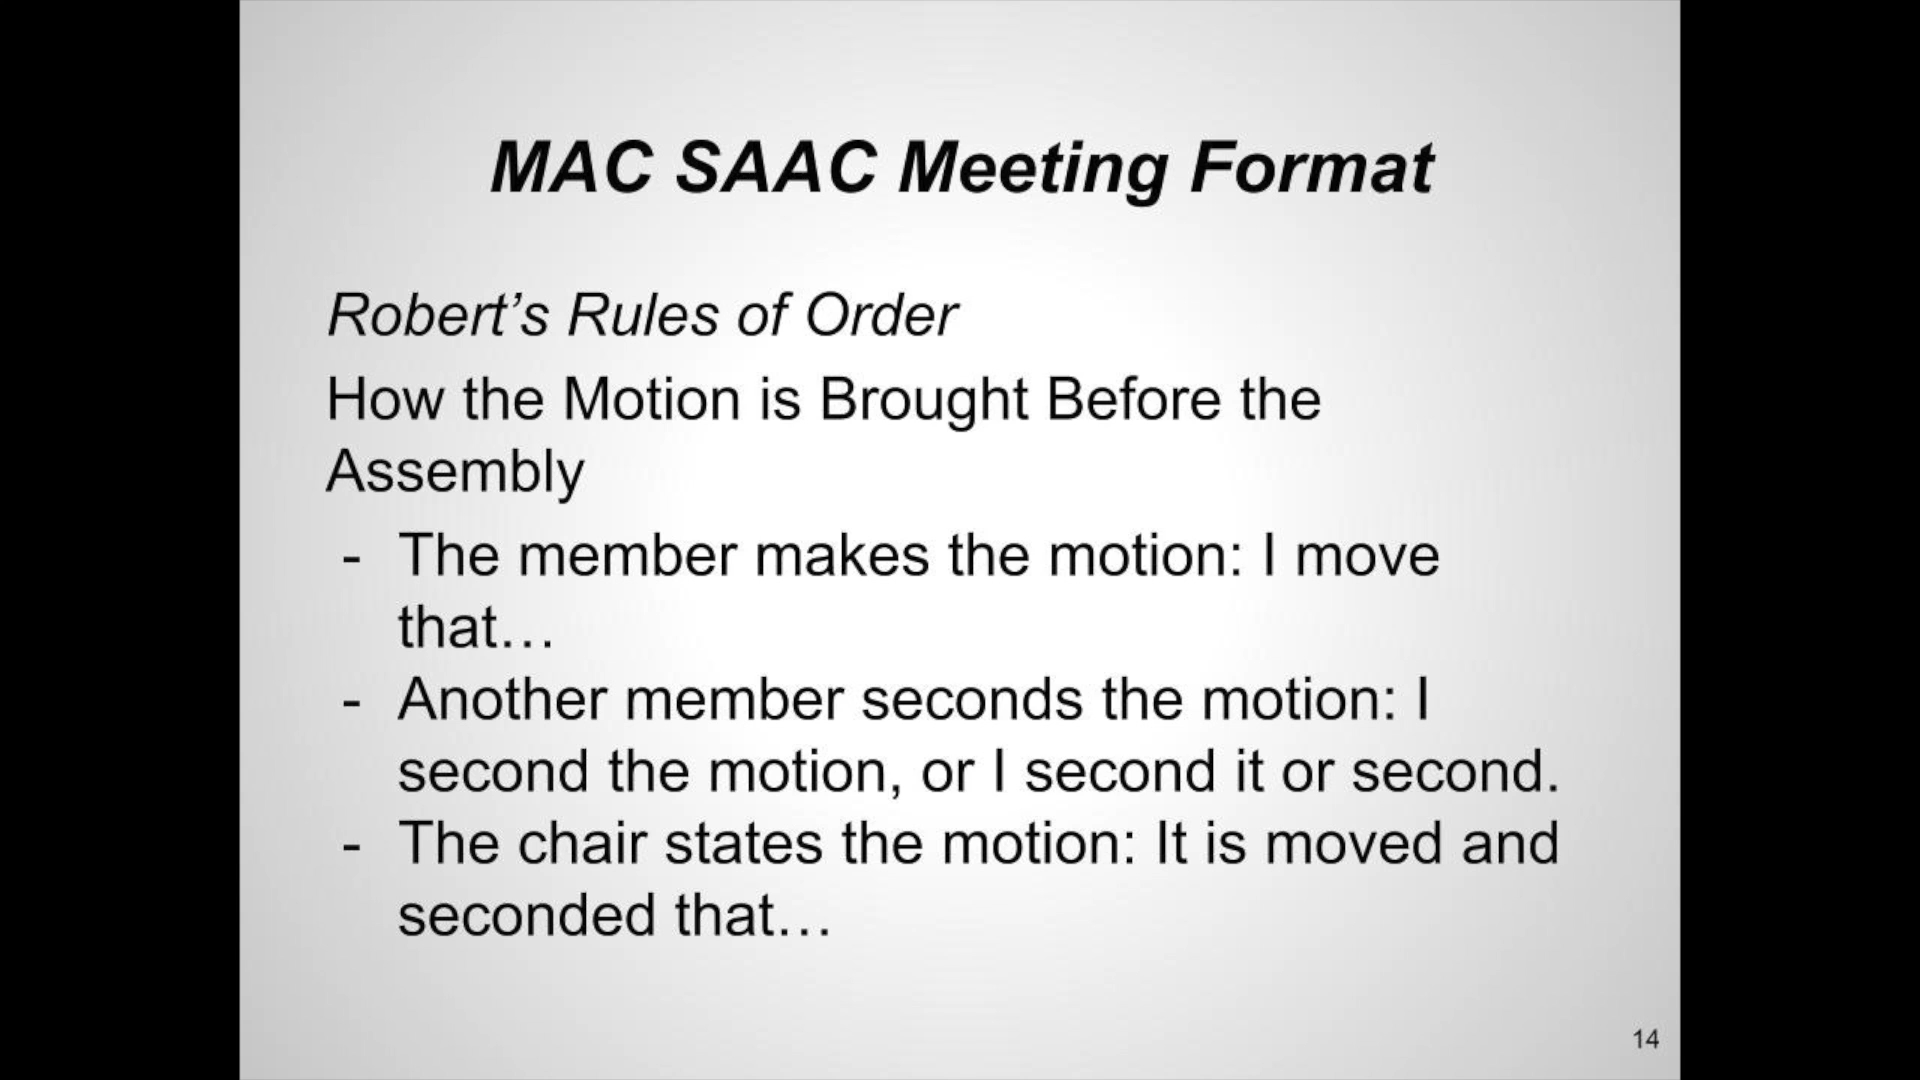 MAC SAAC Meeting Format
Robert’s Rules of Order
How the Motion is Brought Before the
Assembly
- The member makes the motion: I move
that…
- Another member seconds the motion: I
second the motion, or I second it or second.
- The chair states the motion: It is moved and
seconded that…
14